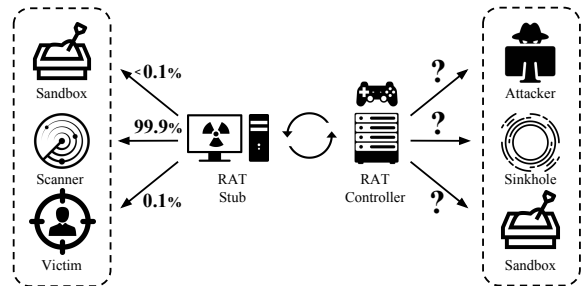 <0.1%
Sandbox
99.9%
Scanner
0.1%
Victim
RAT
Stub
RAT
Controller
?
?
?
Attacker
Sinkhole
Sandbox